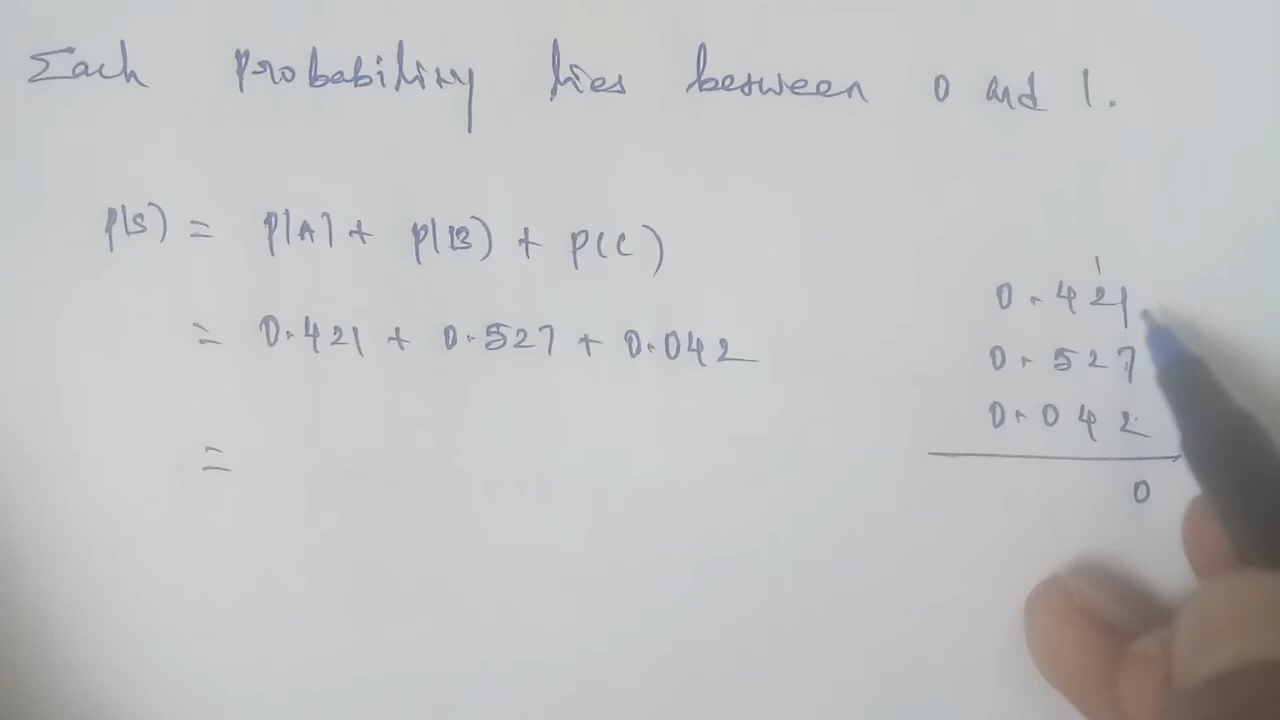 Each probability lies between 0 and 1.
P(S) = P(A) + P(B) + P(C)
= 0.421 + 0.527 + 0.042
=
1
0.421
0.527
0.042
0